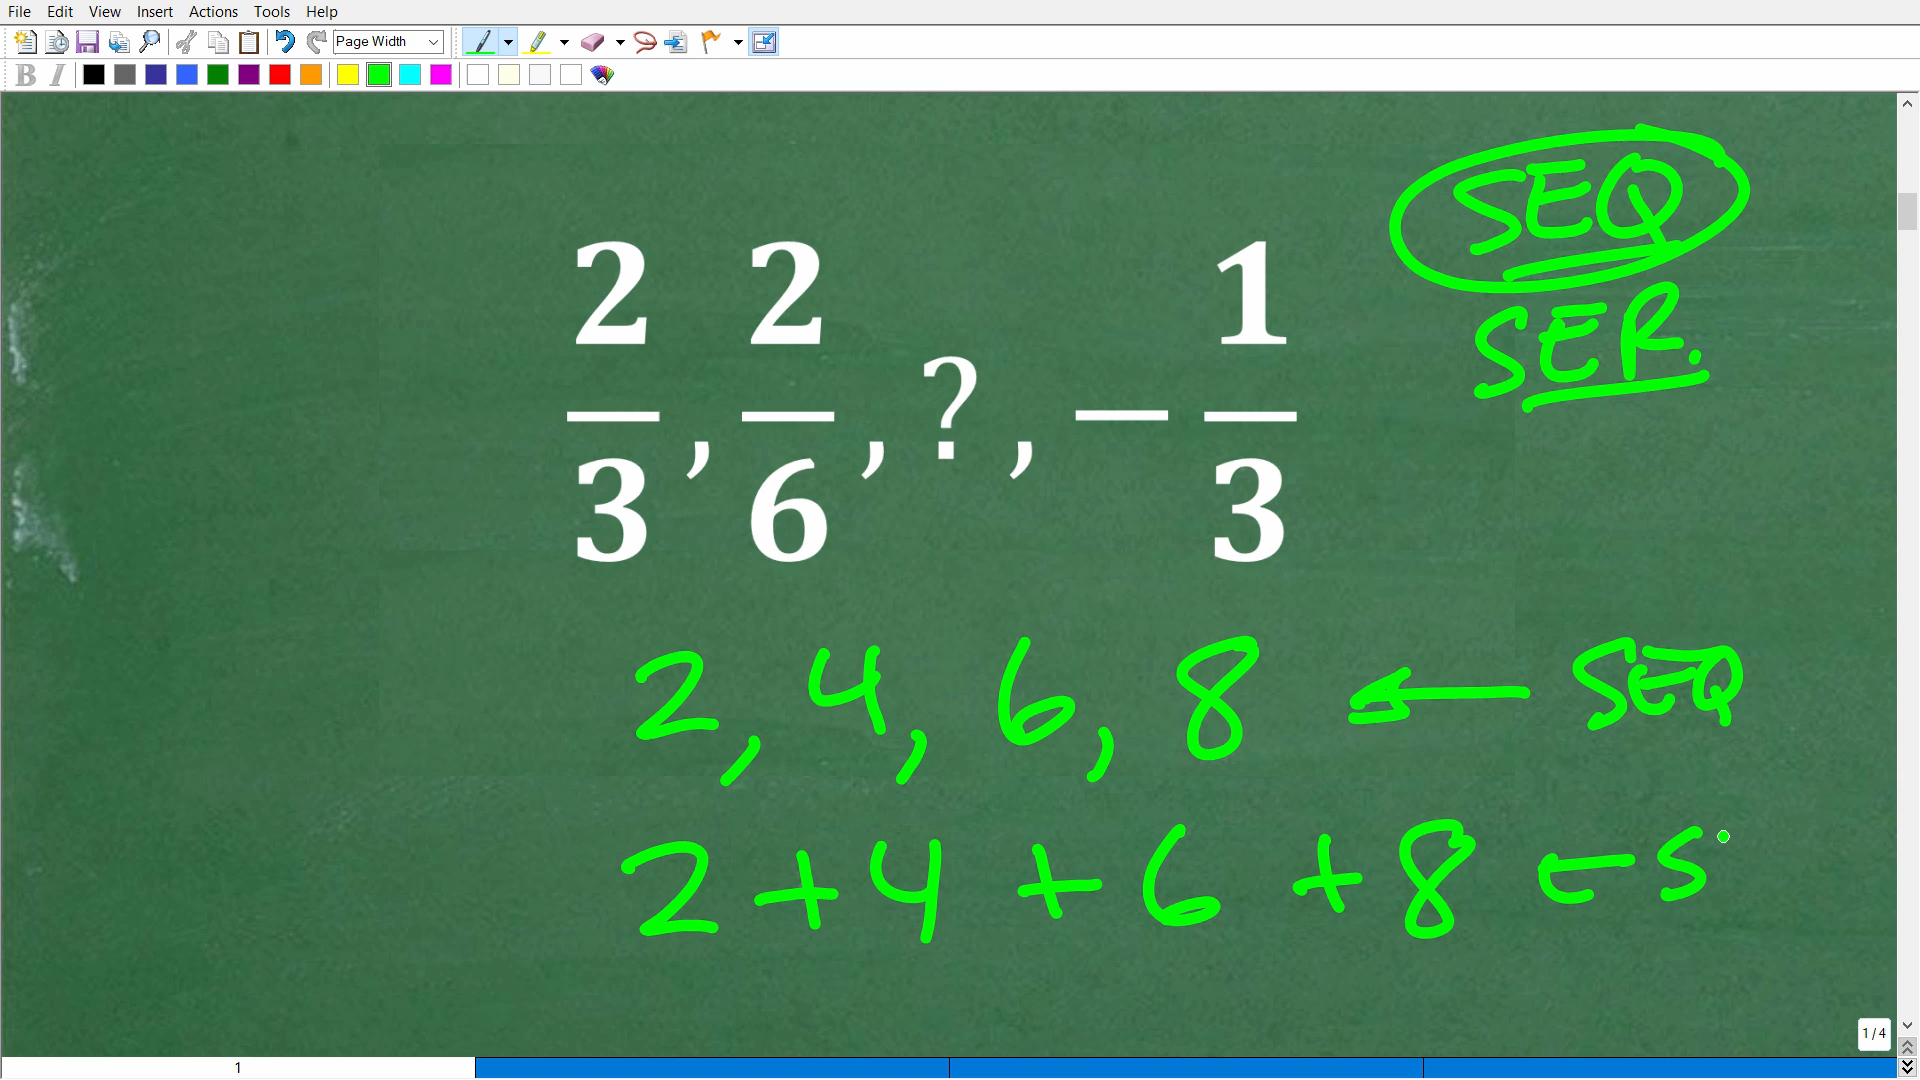 File Edit View Insert Actions Tools Help
Page Width
B I
SEQ
SER.
2/3, 2/6, ?, −1/3
2, 4, 6, 8 ← SEQ
2 + 4 + 6 + 8 ← S
1/4
1